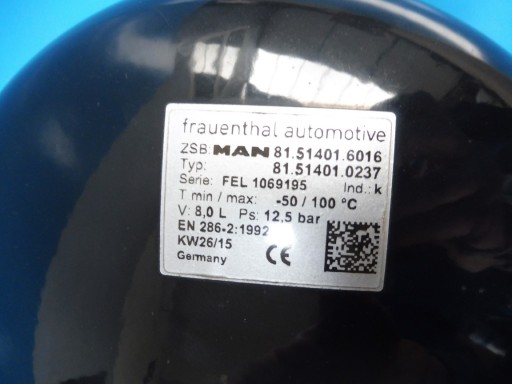 frauenthal automotive
ZSB: MAN 81.51401.6016
Typ: 81.51401.0237
Serie: FEL 1069195 Ind.: k
T min / max: -50 / 100 °C
V: 8,0 L Ps: 12,5 bar
EN 286-2:1992
KW26/15
Germany CE